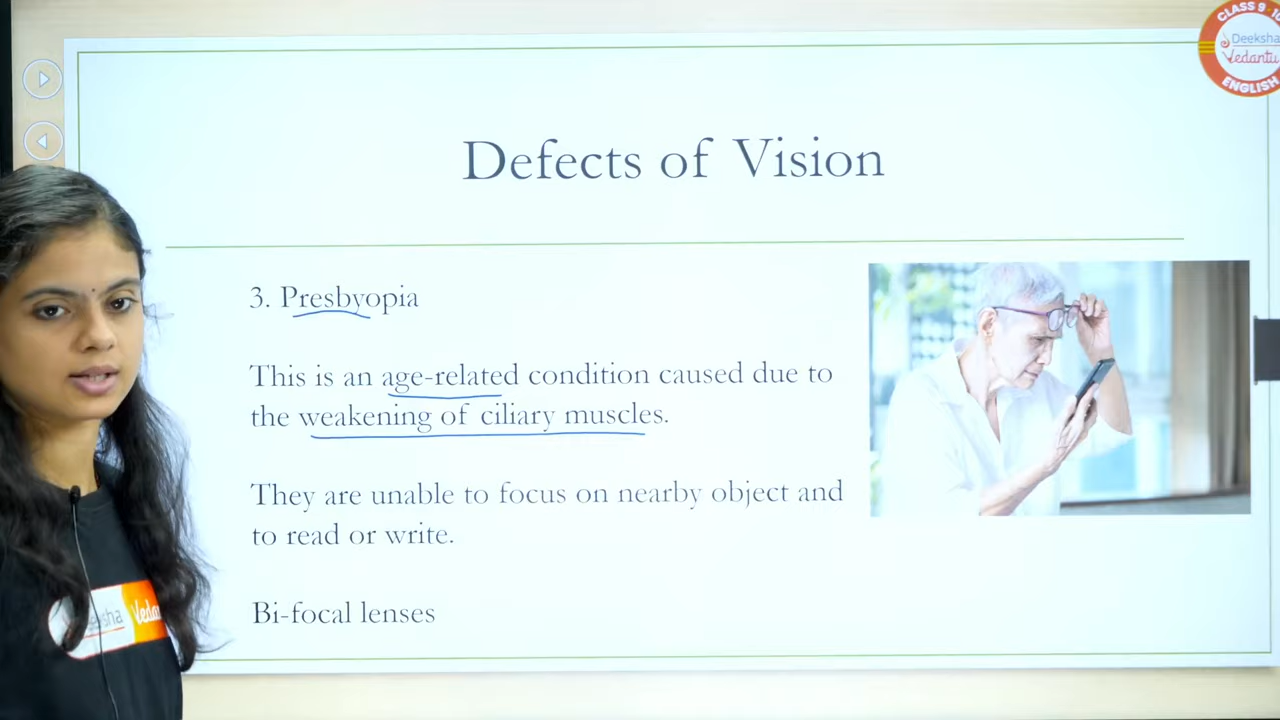 CLASS 9-10
Deeksha
Vedantu
ENGLISH
Defects of Vision
3. Presbyopia
This is an age-related condition caused due to
the weakening of ciliary muscles.
They are unable to focus on nearby object and
to read or write.
Bi-focal lenses